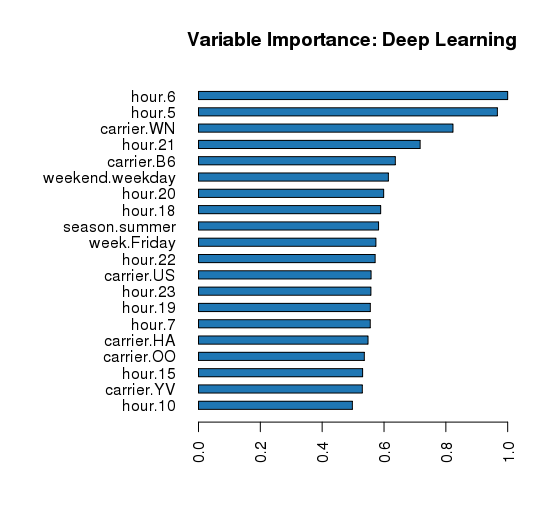 Variable Importance: Deep Learning
hour.6
hour.5
carrier.WN
hour.21
carrier.B6
weekend.weekday
hour.20
hour.18
season.summer
week.Friday
hour.22
carrier.US
hour.23
hour.19
hour.7
carrier.HA
carrier.OO
hour.15
carrier.YV
hour.10
0.0
0.2
0.4
0.6
0.8
1.0